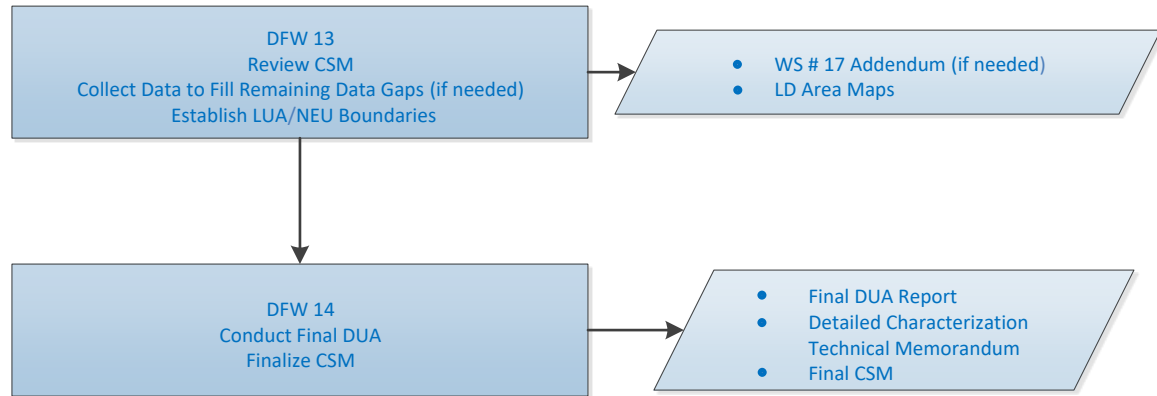 DFW 13
Review CSM
Collect Data to Fill Remaining Data Gaps (if needed)
Establish LUA/NEU Boundaries
● WS # 17 Addendum (if needed)
● LD Area Maps
DFW 14
Conduct Final DUA
Finalize CSM
● Final DUA Report
● Detailed Characterization
Technical Memorandum
● Final CSM